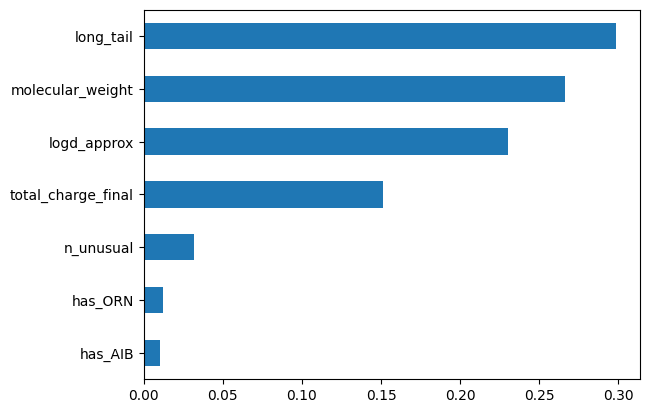 long_tail
molecular_weight
logd_approx
total_charge_final
n_unusual
has_ORN
has_AIB
0.00 0.05 0.10 0.15 0.20 0.25 0.30